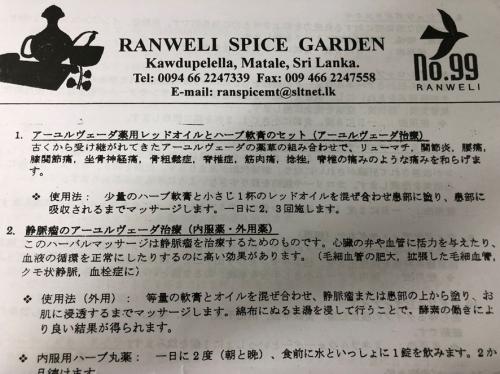 RANWELI SPICE GARDEN
Kawdupelella, Matale, Sri Lanka.
Tel: 0094 66 2247339 Fax: 009 466 2247558
E-mail: ranspicemt@sltnet.lk
No.99
RANWELI
1. アーユルヴェーダ薬用レッドオイルとハーブ軟膏のセット（アーユルヴェーダ治療）
古くから受け継がれてきたアーユルヴェーダの薬草の組み合わせで、リューマチ，関節炎，腰痛，
膝関節痛，坐骨神経痛，骨粗鬆症，脊椎症，筋肉痛，捻挫，脊椎の痛みのような痛みを和らげま
す。
❖ 使用法： 少量のハーブ軟膏と小さじ１杯のレッドオイルを混ぜ合わせ患部に塗り、患部に
吸収されるまでマッサージします。一日に２，３回施します。
2. 静脈瘤のアーユルヴェーダ治療（内服薬・外用薬）
このハーバルマッサージは静脈瘤を治療するためのものです。心臓の弁や血管に活力を与えたり、
血液の循環を正常にしたりするのに高い効果があります。（毛細血管の肥大，拡張した毛細血管，
クモ状静脈，血栓症に）
❖ 使用法（外用）： 等量の軟膏とオイルを混ぜ合わせ、静脈瘤または患部の上から塗り、お
肌に浸透するまでマッサージします。綿布にぬるま湯を浸して行うことで、酵素の働きによ
り良い結果が得られます。
❖ 内服用ハーブ丸薬： 一日に２度（朝と晩）、食前に水といっしょに１錠を飲みます。２か
月続けます。